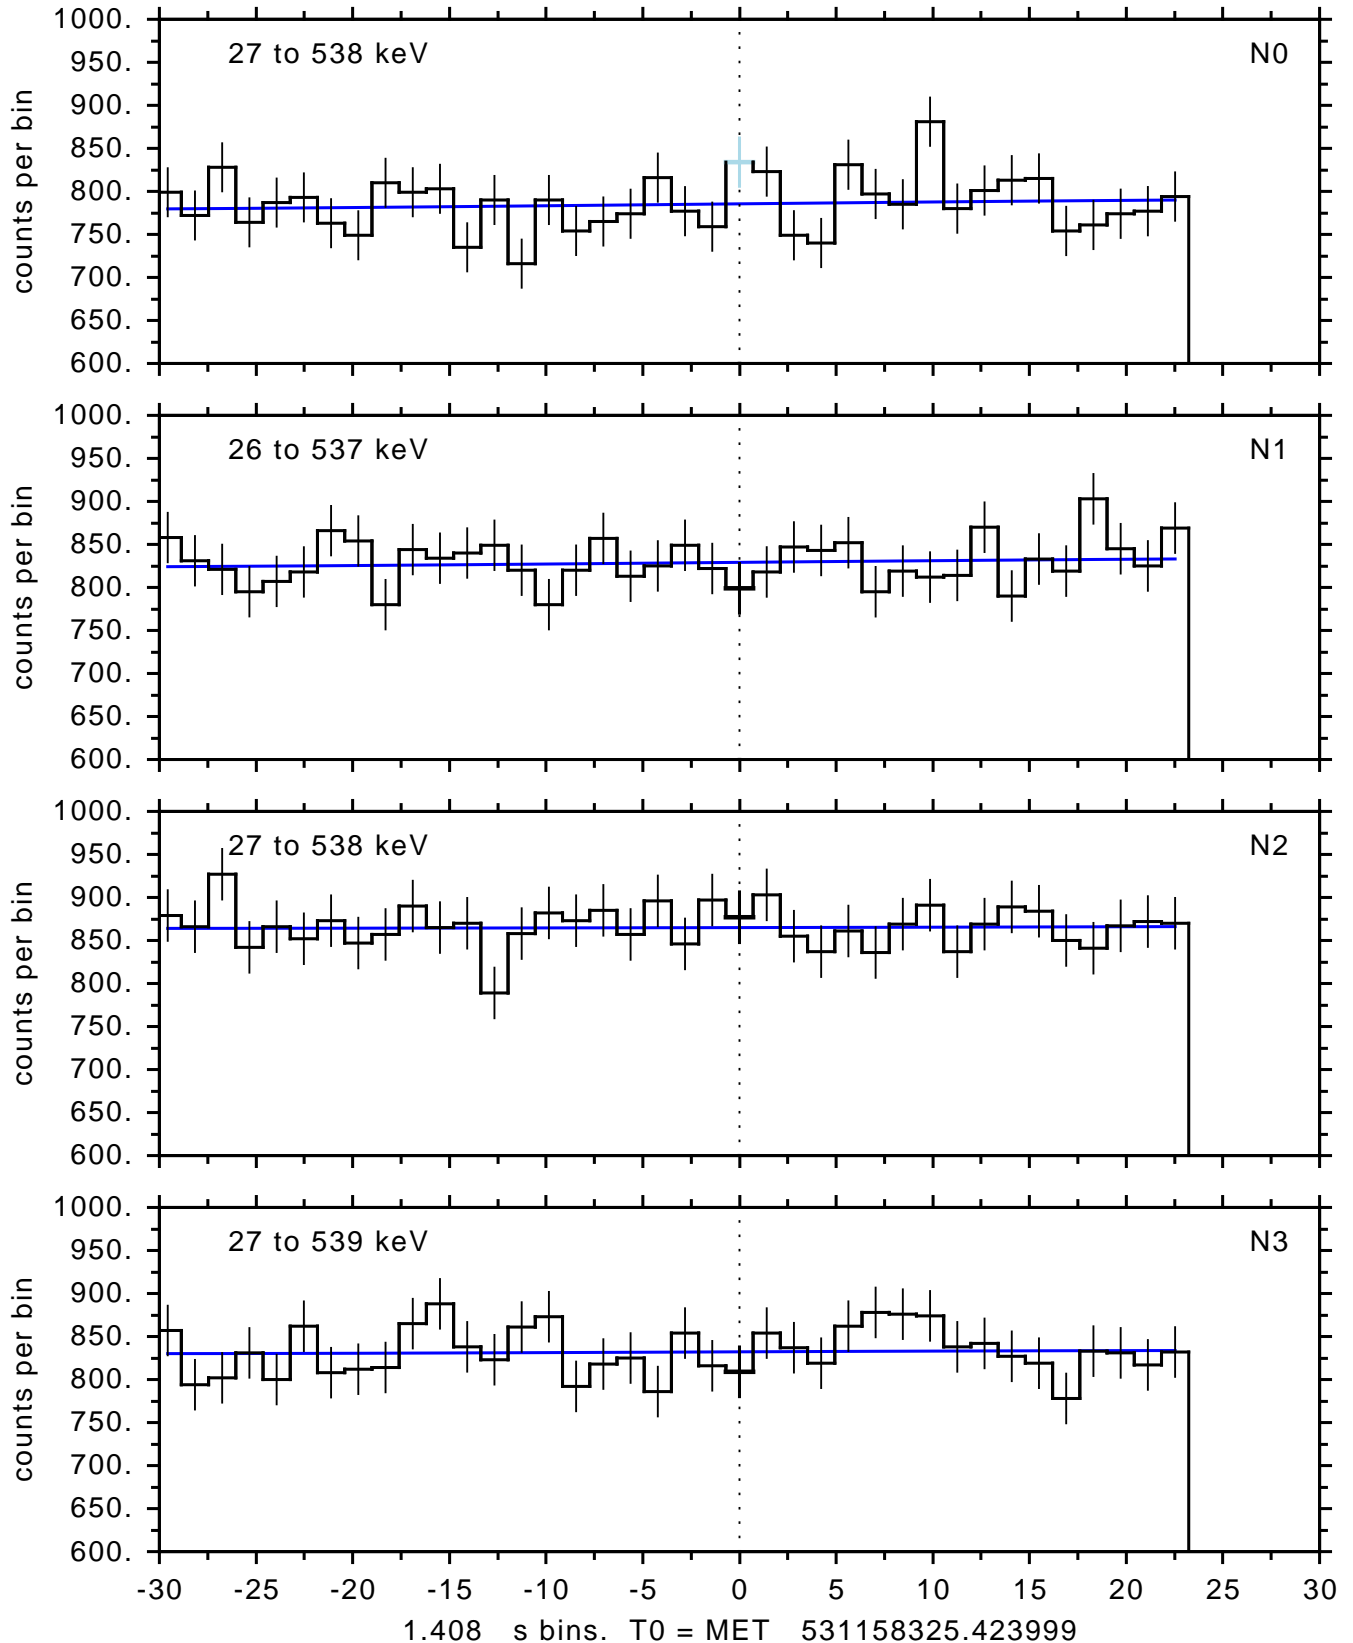 1000.
950.
900.
850.
800.
750.
700.
650.
600.
counts per bin
27 to 538 keV
N0
1000.
950.
900.
850.
800.
750.
700.
650.
600.
counts per bin
26 to 537 keV
N1
1000.
950.
900.
850.
800.
750.
700.
650.
600.
counts per bin
27 to 538 keV
N2
1000.
950.
900.
850.
800.
750.
700.
650.
600.
counts per bin
27 to 539 keV
N3
-30 -25 -20 -15 -10 -5 0 5 10 15 20 25 30
1.408 s bins. T0 = MET 531158325.423999